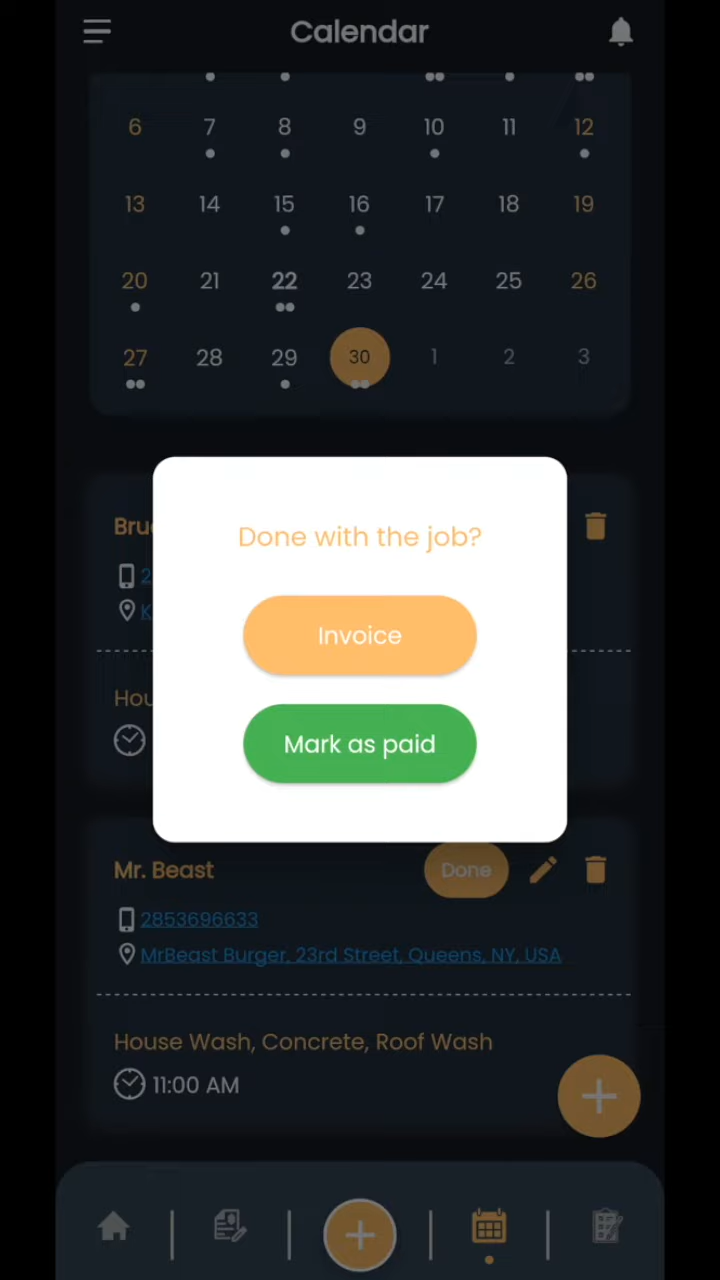 Calendar
6 7 8 9 10 11 12
13 14 15 16 17 18 19
20 21 22 23 24 25 26
27 28 29 30 1 2 3
Done with the job?
Invoice
Mark as paid
Mr. Beast Done
2853696633
MrBeast Burger, 23rd Street, Queens, NY, USA
House Wash, Concrete, Roof Wash
11:00 AM